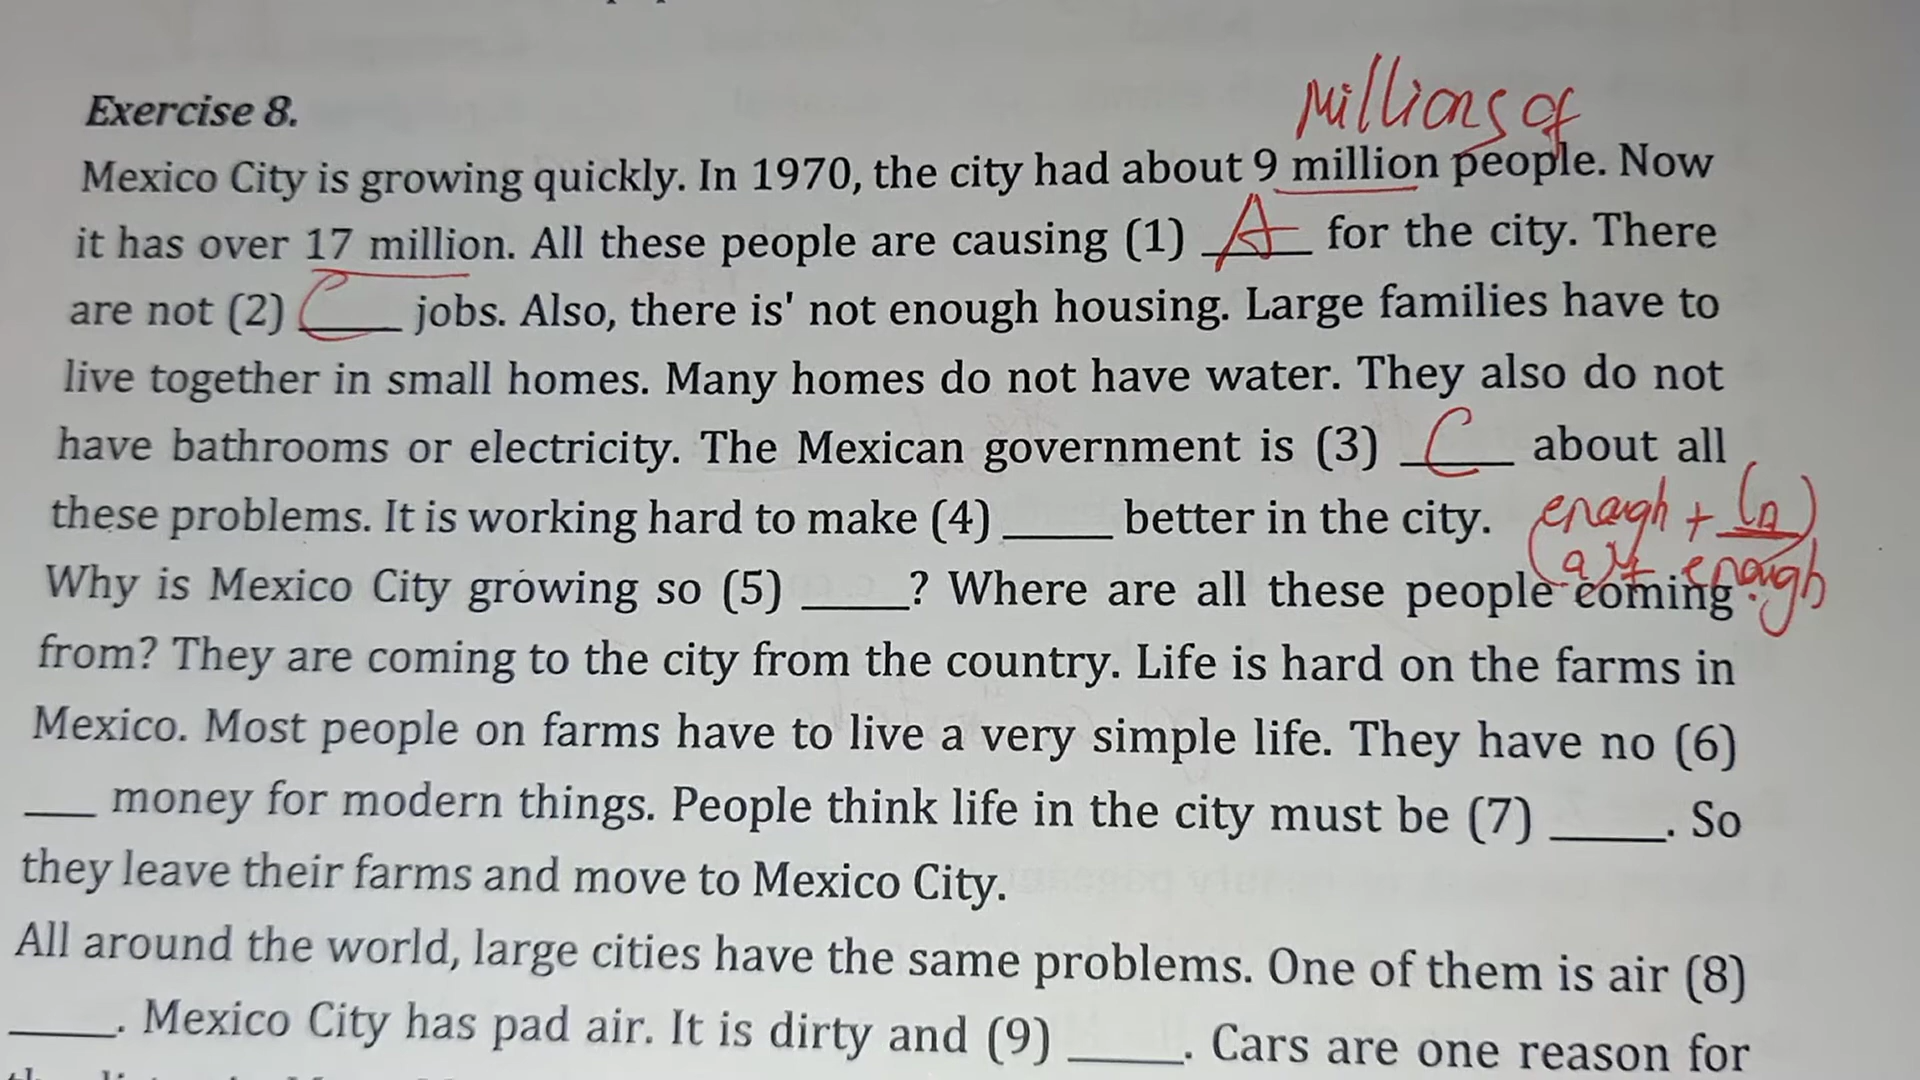 Exercise 8.
Millions of
Mexico City is growing quickly. In 1970, the city had about 9 million people. Now
it has over 17 million. All these people are causing (1) A for the city. There
are not (2) C jobs. Also, there is' not enough housing. Large families have to
live together in small homes. Many homes do not have water. They also do not
have bathrooms or electricity. The Mexican government is (3) C about all
these problems. It is working hard to make (4) _____ better in the city.
enough + (n)
enough
Why is Mexico City growing so (5) _____? Where are all these people coming
from? They are coming to the city from the country. Life is hard on the farms in
Mexico. Most people on farms have to live a very simple life. They have no (6)
___ money for modern things. People think life in the city must be (7) _____. So
they leave their farms and move to Mexico City.
All around the world, large cities have the same problems. One of them is air (8)
_____. Mexico City has pad air. It is dirty and (9) _____. Cars are one reason for